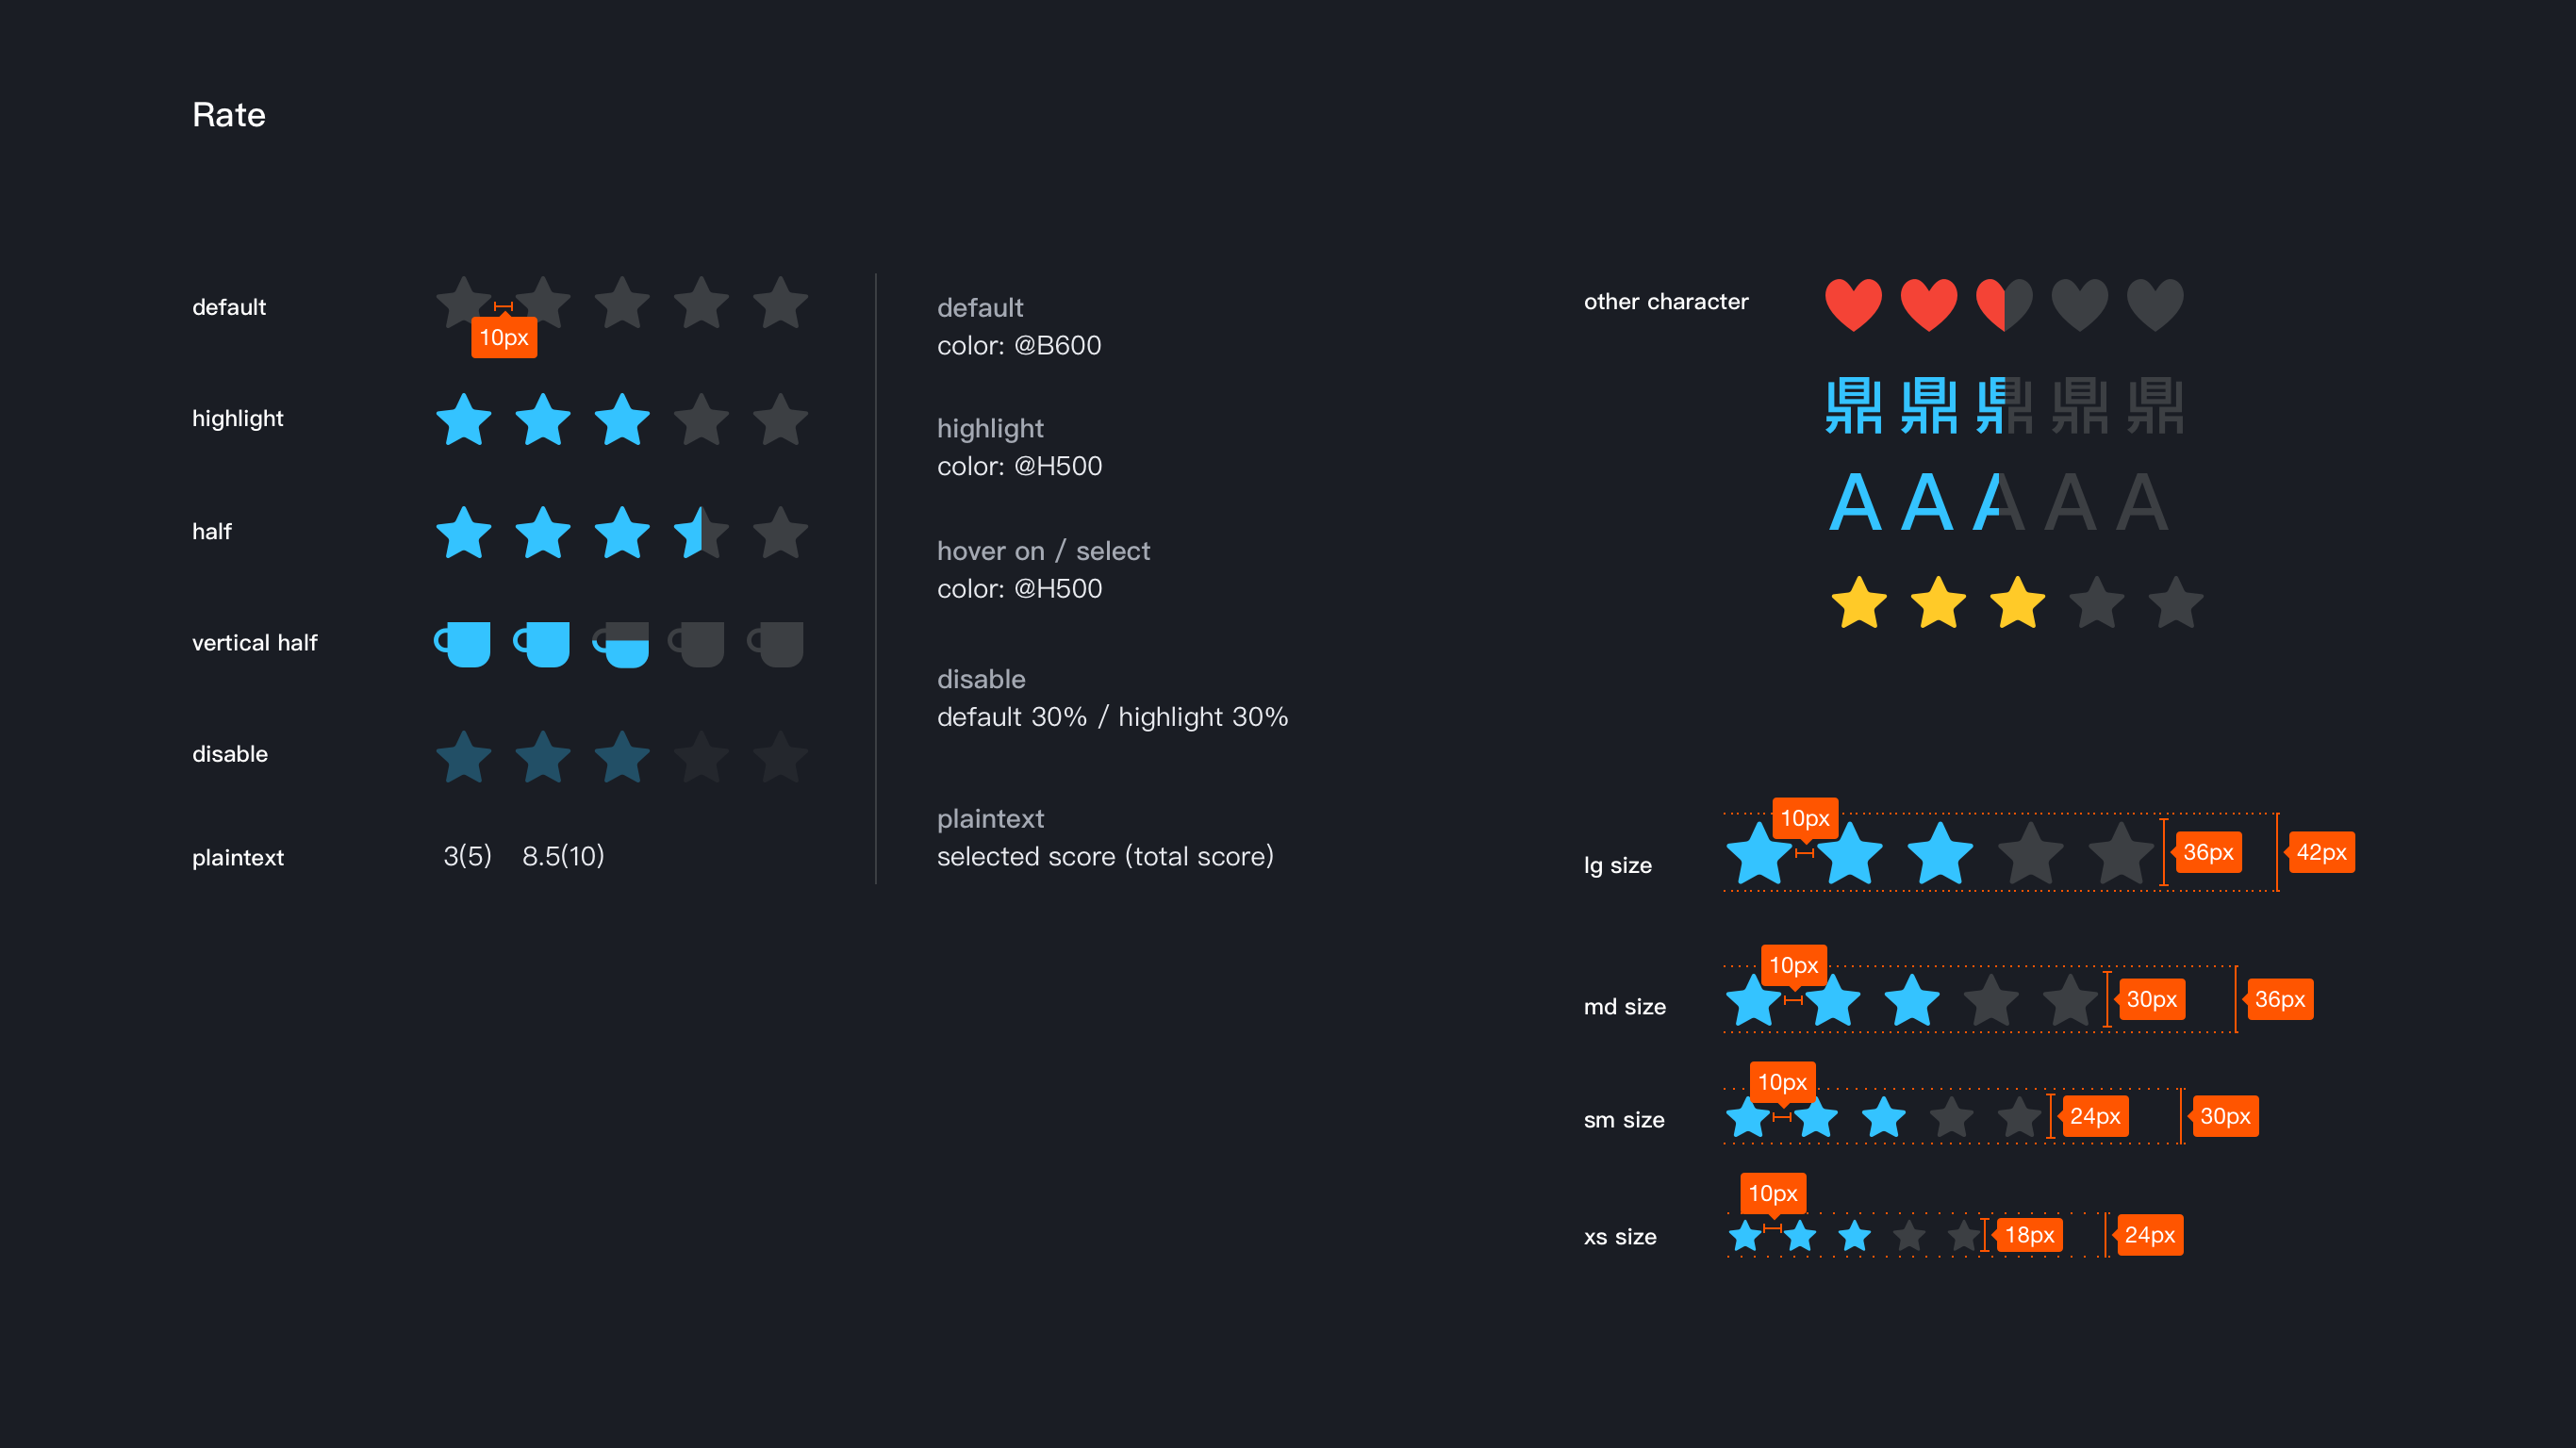 Rate
default
10px
highlight
half
vertical half
disable
plaintext
3(5) 8.5(10)
default
color: @B600
highlight
color: @H500
hover on / select
color: @H500
disable
default 30% / highlight 30%
plaintext
selected score (total score)
other character
鼎 鼎 鼎 鼎 鼎
A A A A A
lg size
10px
36px
42px
md size
10px
30px
36px
sm size
10px
24px
30px
xs size
10px
18px
24px